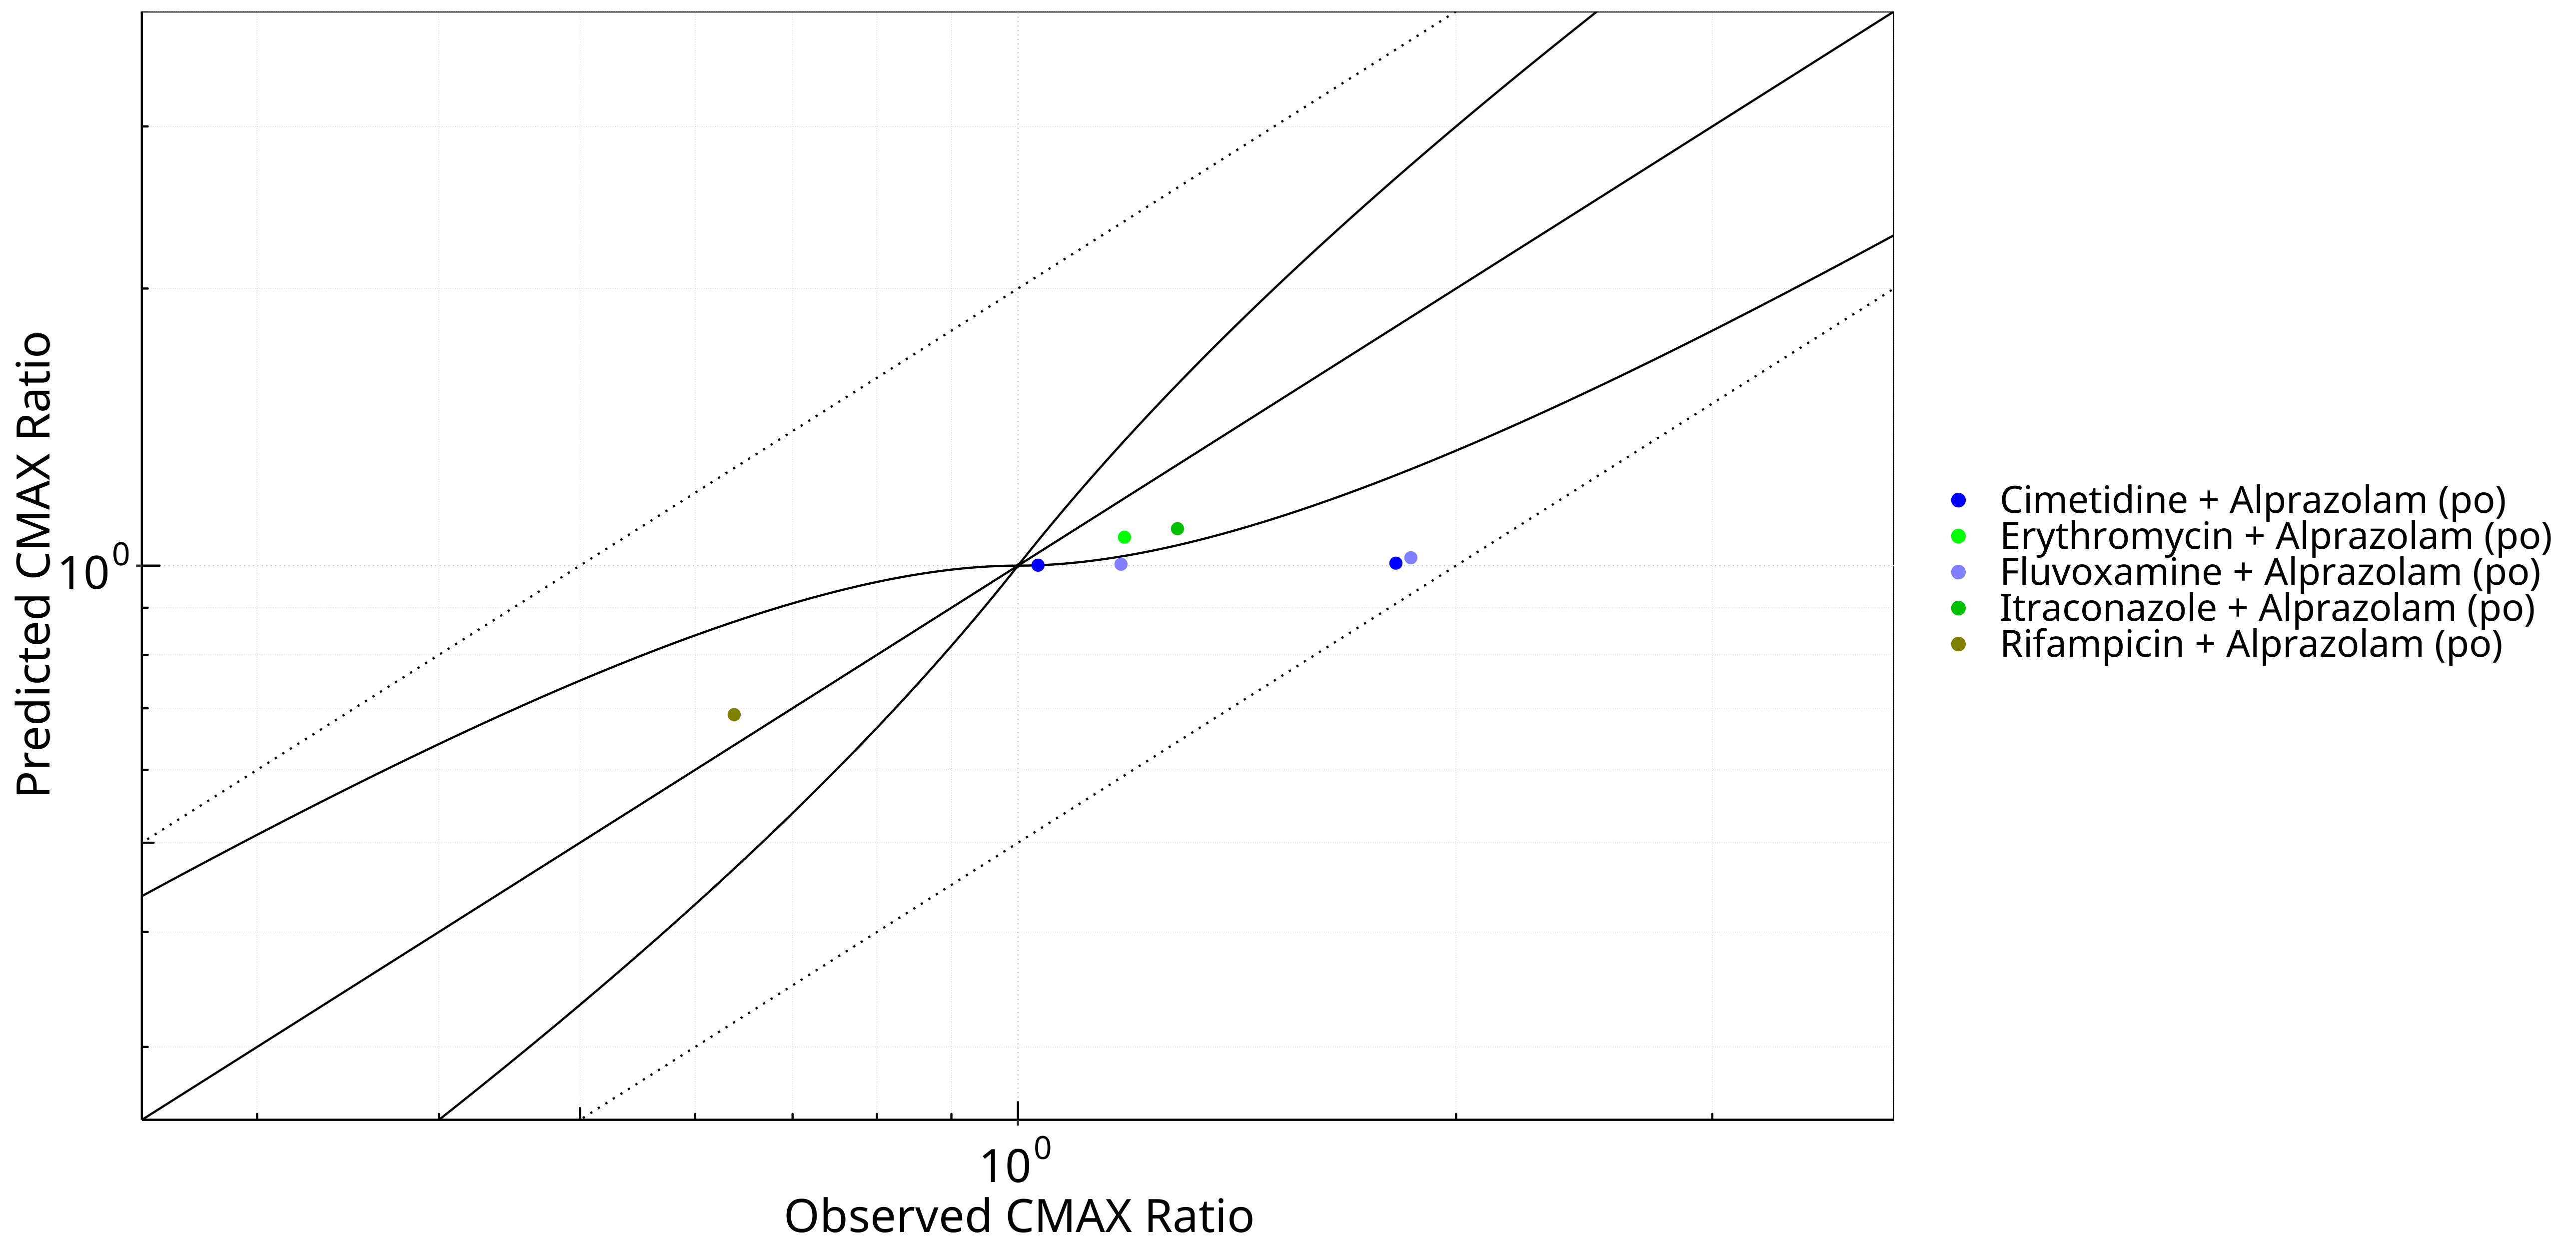 Predicted CMAX Ratio
10⁰
10⁰
Observed CMAX Ratio
Cimetidine + Alprazolam (po)
Erythromycin + Alprazolam (po)
Fluvoxamine + Alprazolam (po)
Itraconazole + Alprazolam (po)
Rifampicin + Alprazolam (po)